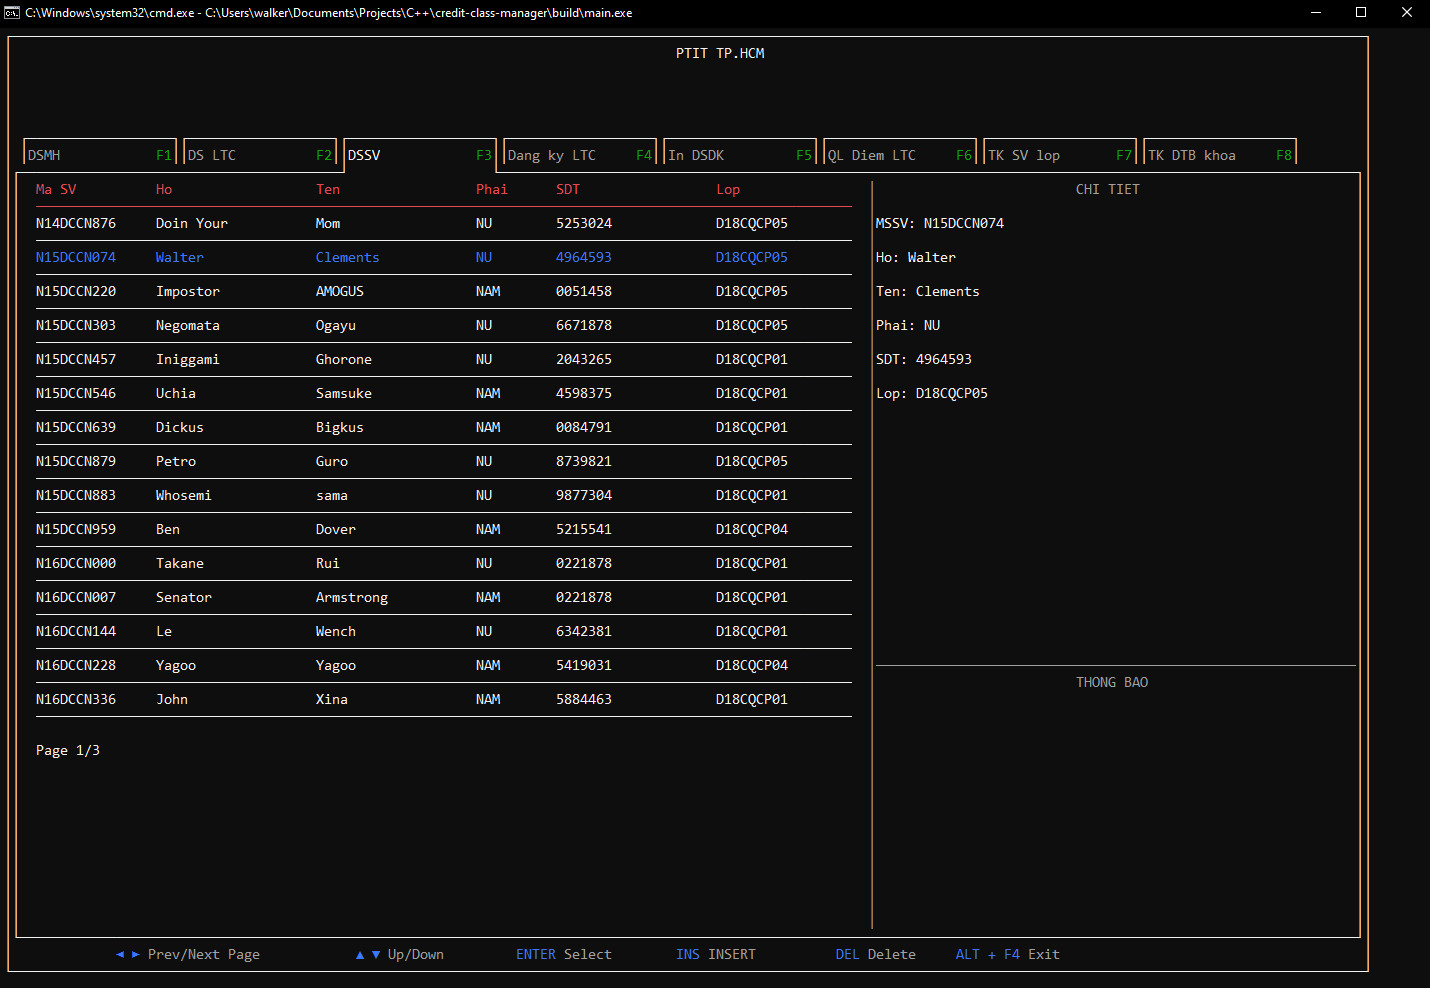 C:\Windows\system32\cmd.exe - C:\Users\walker\Documents\Projects\C++\credit-class-manager\build\main.exe
PTIT TP.HCM
DSMH F1 DS LTC F2 DSSV F3 Dang ky LTC F4 In DSDK F5 QL Diem LTC F6 TK SV lop F7 TK DTB khoa F8
Ma SV Ho Ten Phai SDT Lop
N14DCCN876 Doin Your Mom NU 5253024 D18CQCP05
N15DCCN074 Walter Clements NU 4964593 D18CQCP05
N15DCCN220 Impostor AMOGUS NAM 0051458 D18CQCP05
N15DCCN303 Negomata Ogayu NU 6671878 D18CQCP05
N15DCCN457 Iniggami Ghorone NU 2043265 D18CQCP01
N15DCCN546 Uchia Samsuke NAM 4598375 D18CQCP01
N15DCCN639 Dickus Bigkus NAM 0084791 D18CQCP01
N15DCCN879 Petro Guro NU 8739821 D18CQCP05
N15DCCN883 Whosemi sama NU 9877304 D18CQCP01
N15DCCN959 Ben Dover NAM 5215541 D18CQCP04
N16DCCN000 Takane Rui NU 0221878 D18CQCP01
N16DCCN007 Senator Armstrong NAM 0221878 D18CQCP01
N16DCCN144 Le Wench NU 6342381 D18CQCP01
N16DCCN228 Yagoo Yagoo NAM 5419031 D18CQCP04
N16DCCN336 John Xina NAM 5884463 D18CQCP01
Page 1/3
CHI TIET
MSSV: N15DCCN074
Ho: Walter
Ten: Clements
Phai: NU
SDT: 4964593
Lop: D18CQCP05
THONG BAO
◄ ► Prev/Next Page ▲ ▼ Up/Down ENTER Select INS INSERT DEL Delete ALT + F4 Exit